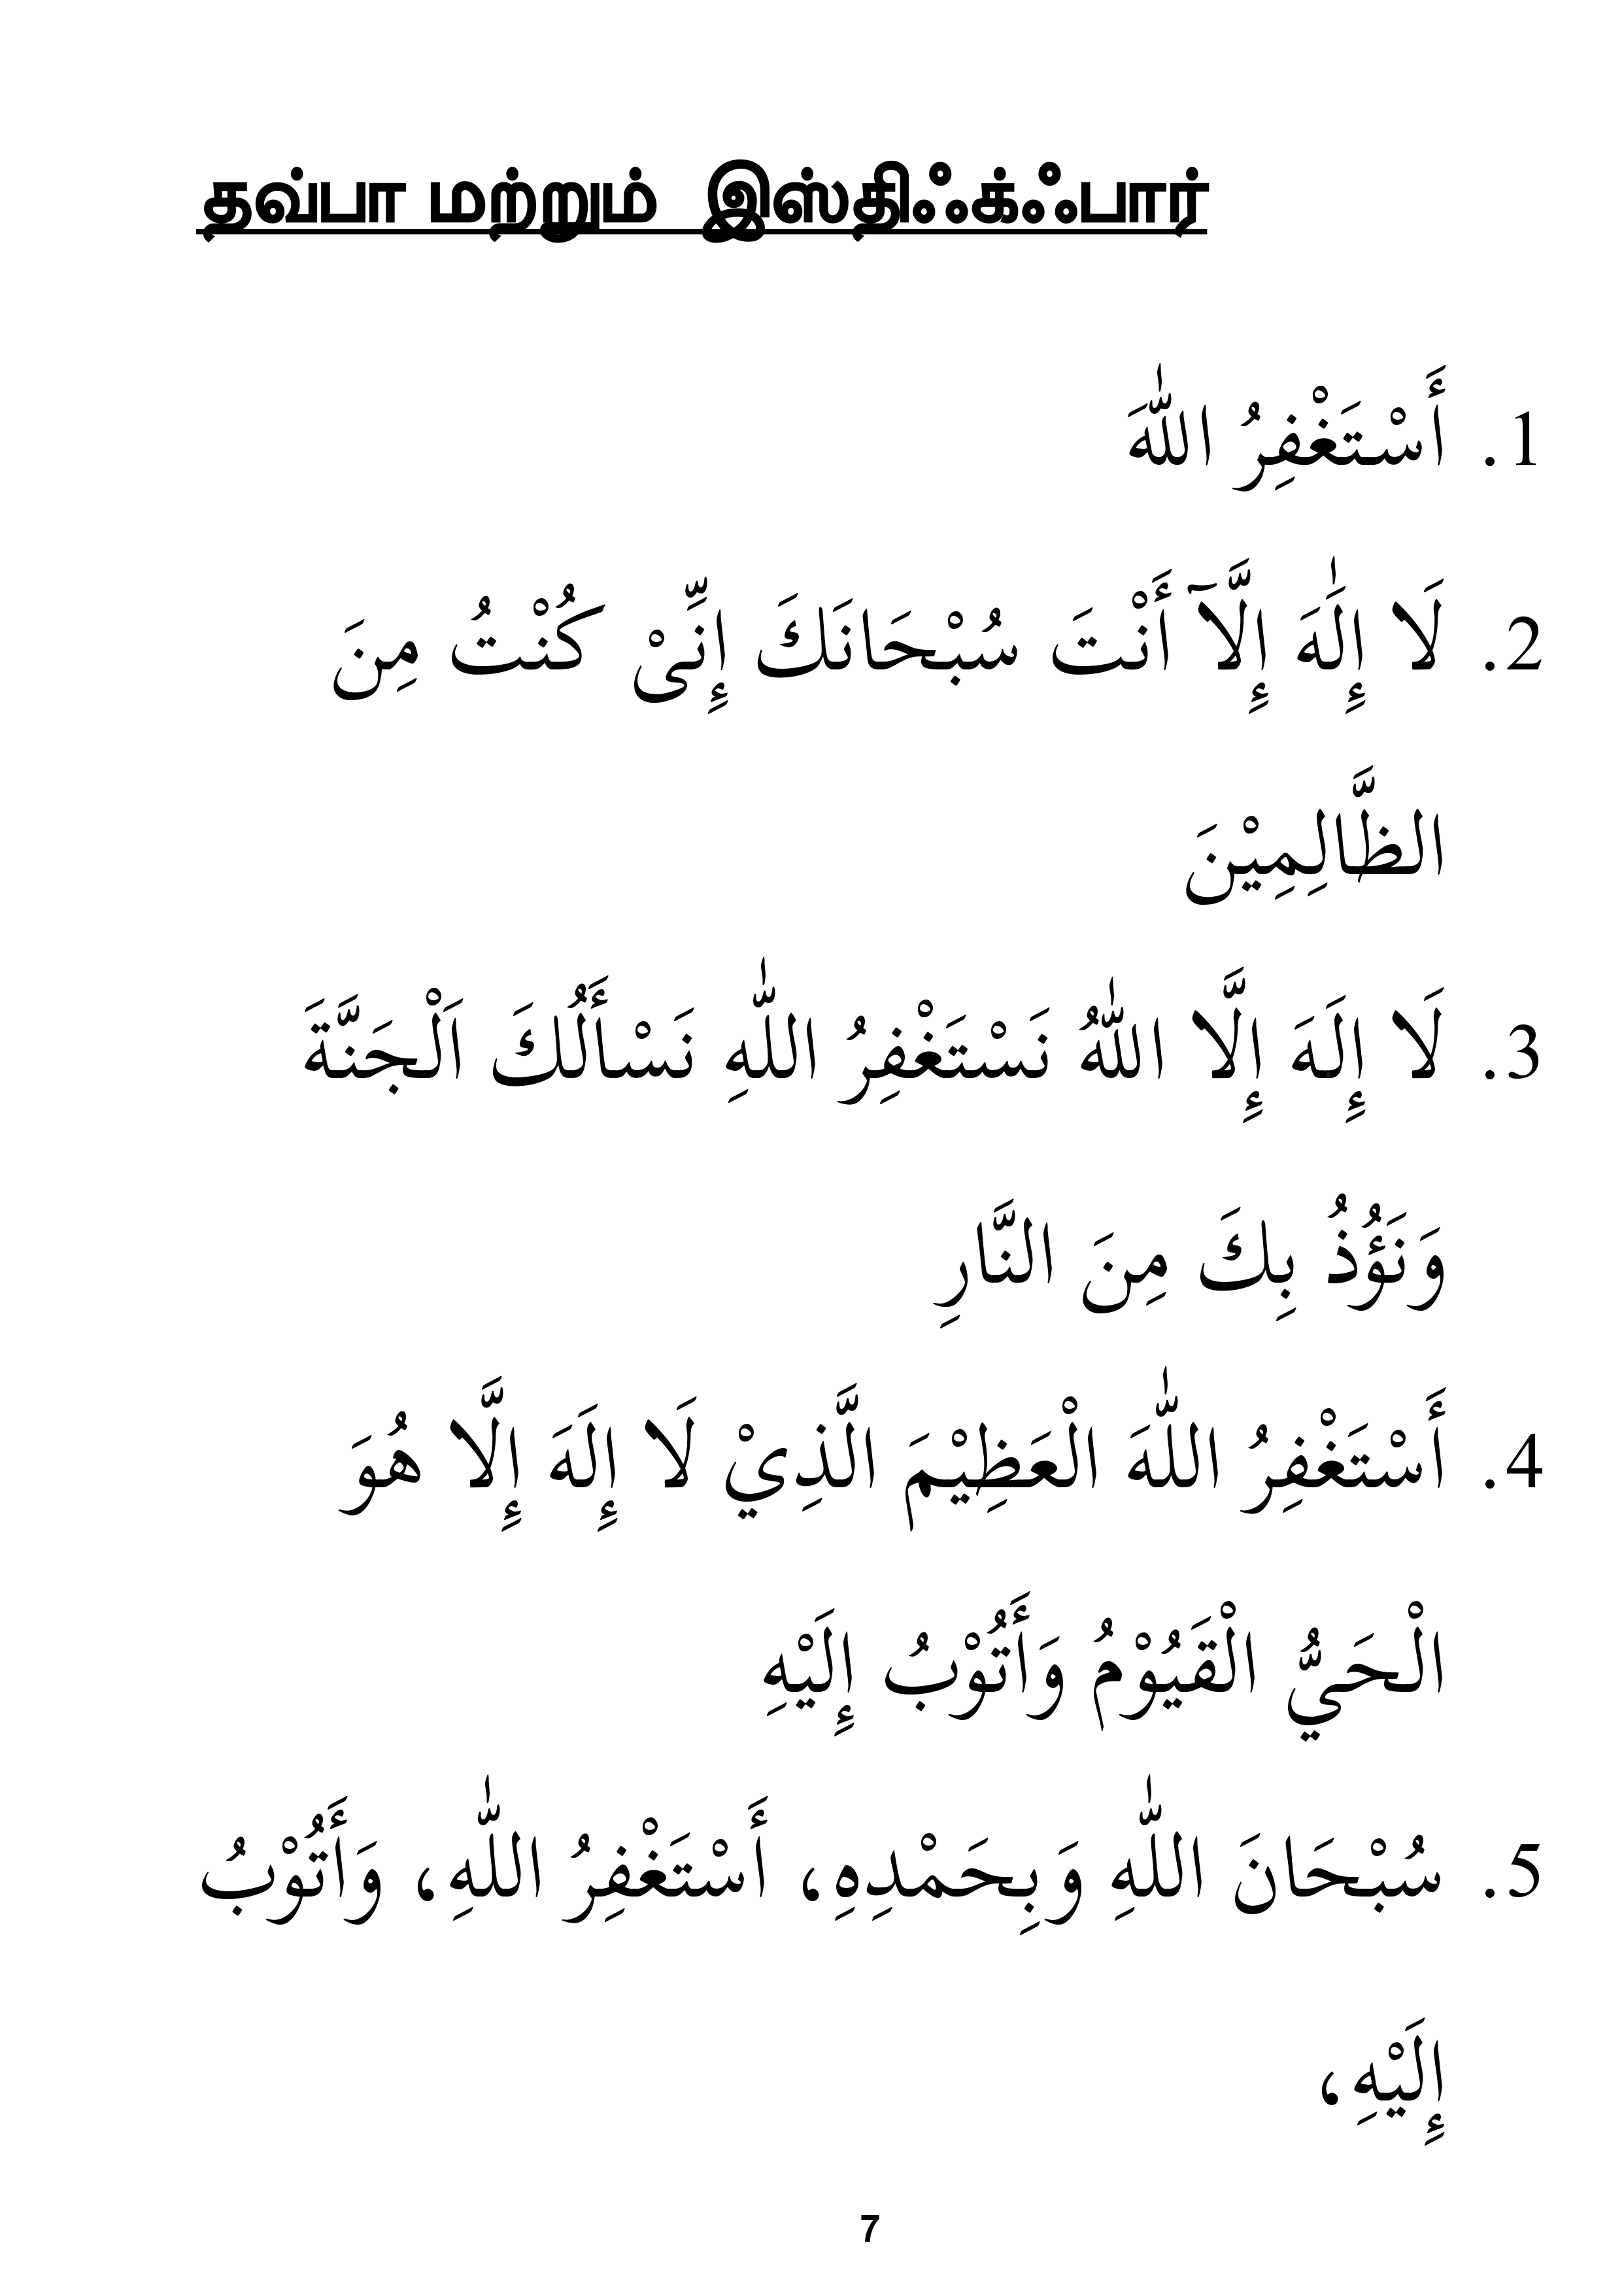 தவ்பா மற்றும் இஸ்திஃக்ஃபார்
1. أَسْتَغْفِرُ اللّٰهَ
2. لَا إِلٰهَ إِلَّآ أَنْتَ سُبْحَانَكَ إِنِّىْ كُنْتُ مِنَ
الظَّالِمِيْنَ
3. لَا إِلَهَ إِلَّا اللّٰهُ نَسْتَغْفِرُ اللّٰهِ نَسْأَلُكَ اَلْجَنَّةَ
وَنَؤُذُ بِكَ مِنَ النَّارِ
4. أَسْتَغْفِرُ اللّٰهَ الْعَظِيْمَ الَّذِيْ لَا إِلَهَ إِلَّا هُوَ
الْحَيُّ الْقَيُوْمُ وَأَتُوْبُ إِلَيْهِ
5. سُبْحَانَ اللّٰهِ وَبِحَمْدِهِ، أَسْتَغْفِرُ اللّٰهِ، وَأَتُوْبُ
إِلَيْهِ،
7